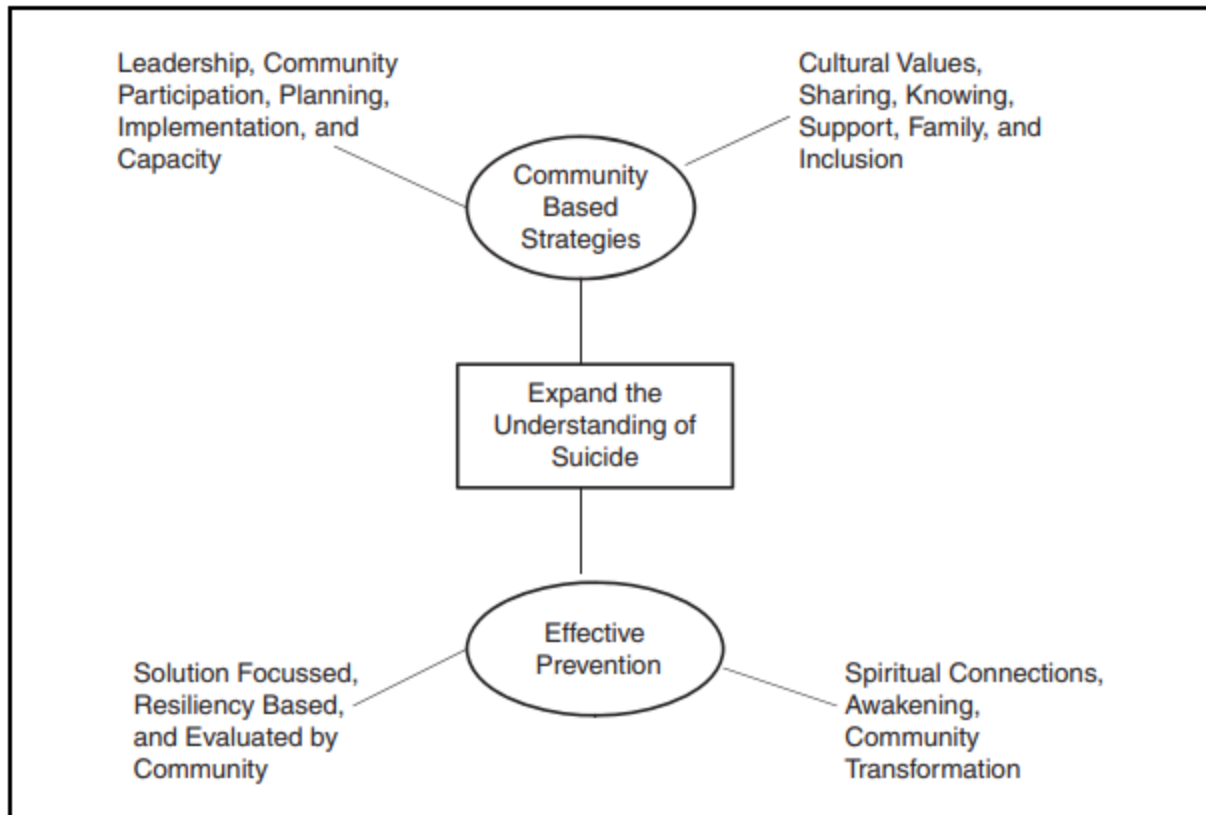 Leadership, Community
Participation, Planning,
Implementation, and
Capacity
Cultural Values,
Sharing, Knowing,
Support, Family, and
Inclusion
Community
Based
Strategies
Expand the
Understanding of
Suicide
Effective
Prevention
Solution Focussed,
Resiliency Based,
and Evaluated by
Community
Spiritual Connections,
Awakening,
Community
Transformation